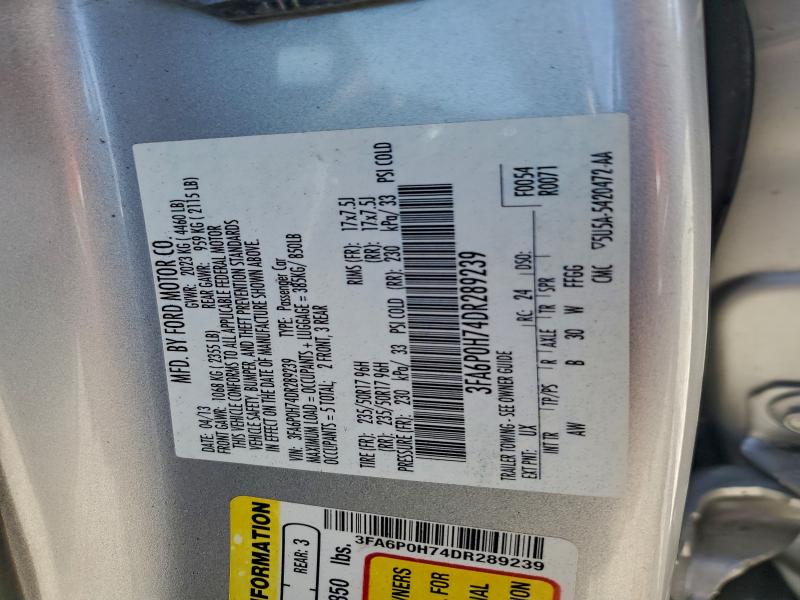 MFD. BY FORD MOTOR CO.
DATE: 04/13 GVWR: 2023 KG ( 4460 LB)
FRONT GAWR: 1068 KG ( 2355 LB) REAR GAWR: 959 KG ( 2115 LB)
THIS VEHICLE CONFORMS TO ALL APPLICABLE FEDERAL MOTOR
VEHICLE SAFETY, BUMPER, AND THEFT PREVENTION STANDARDS
IN EFFECT ON THE DATE OF MANUFACTURE SHOWN ABOVE.
VIN: 3FA6P0H74DR289239 TYPE: Passenger Car
MAXIMUM LOAD = OCCUPANTS + LUGGAGE = 385KG/ 850LB
OCCUPANTS = 5 TOTAL; 2 FRONT, 3 REAR
TIRE (FR): 235/50R17 96H RIMS (FR): 17x7.5J
(RR): 235/50R17 96H (RR): 17x7.5J
PRESSURE (FR): 230 kPa/ 33 PSI COLD (RR): 230 kPa/ 33 PSI COLD
3FA6P0H74DR289239
TRAILER TOWING - SEE OWNER GUIDE
F0054
EXT PNT: UX RC: 24 DSO: R0071
INT TR TP/PS R AXLE TR SPR
AW B 30 W FFGG
CMC 5U5A-5420472-AA
FORMATION
REAR: 3
850 lbs.
3FA6P0H74DR289239
NERS
FOR
NAL